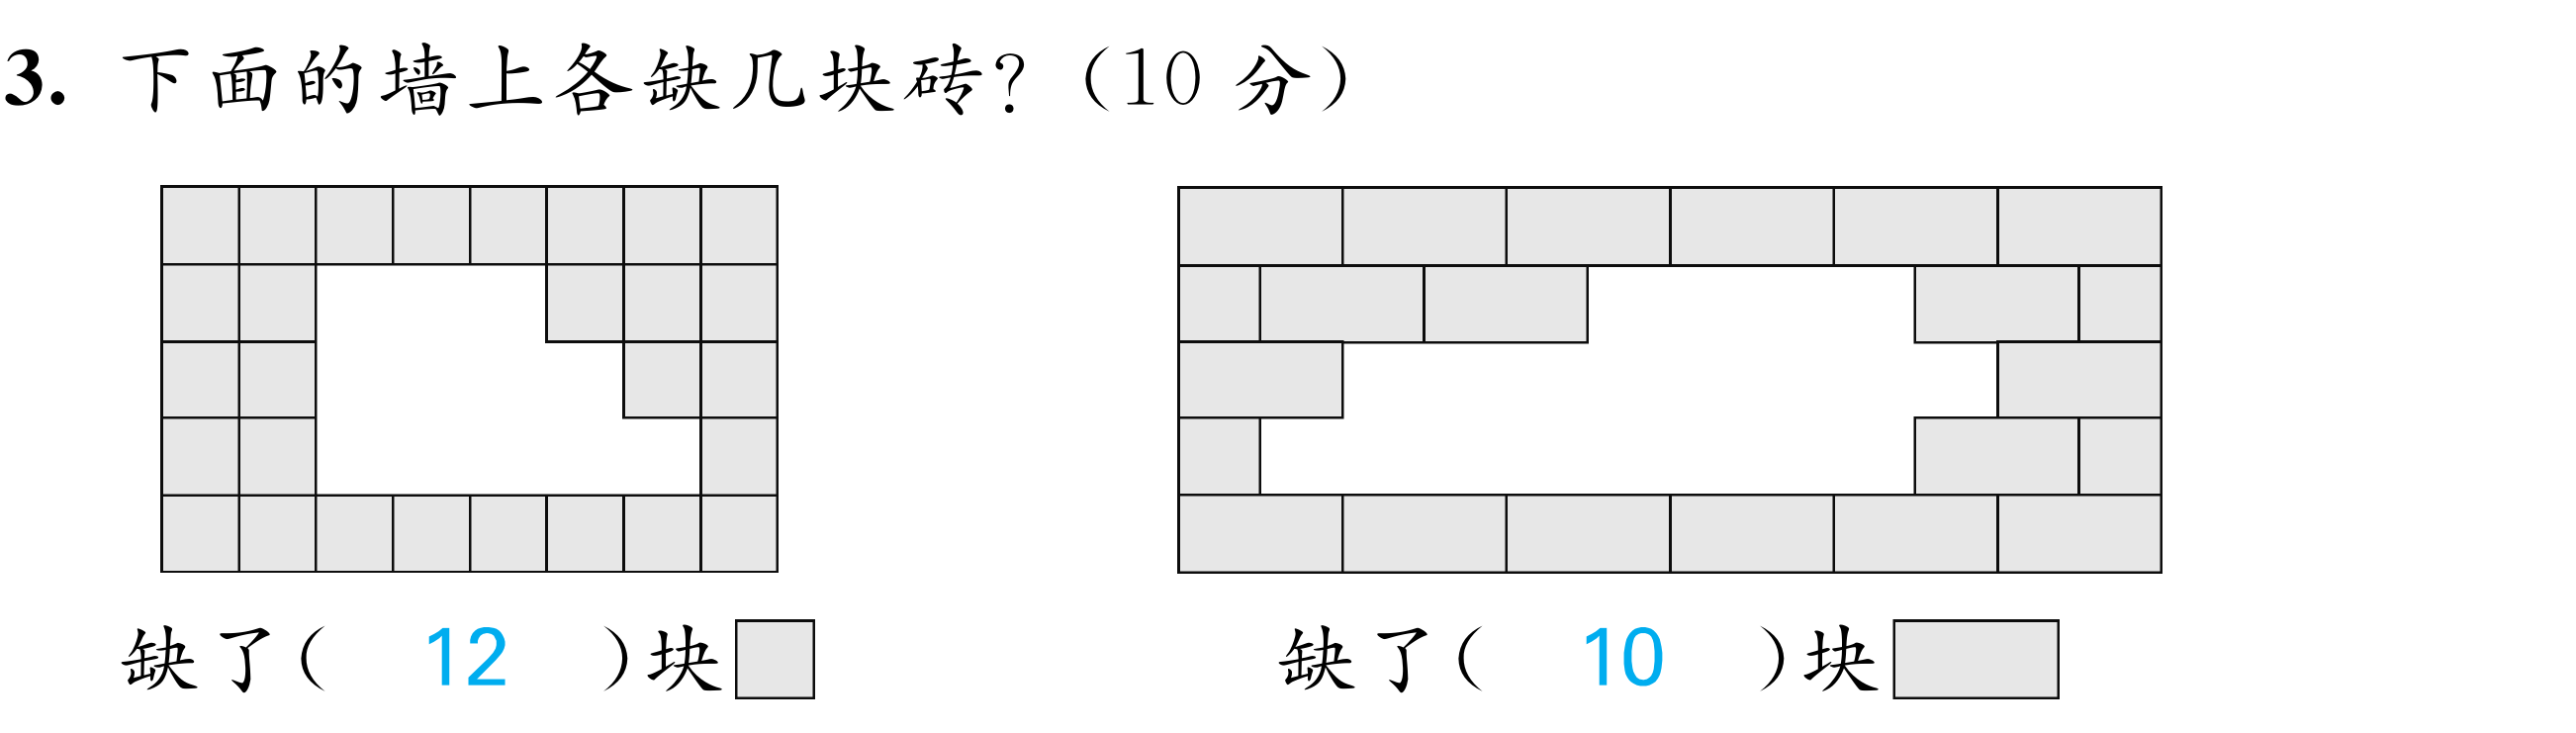 3. 下面的墙上各缺几块砖?(10 分)
缺了( 12 )块 缺了( 10 )块